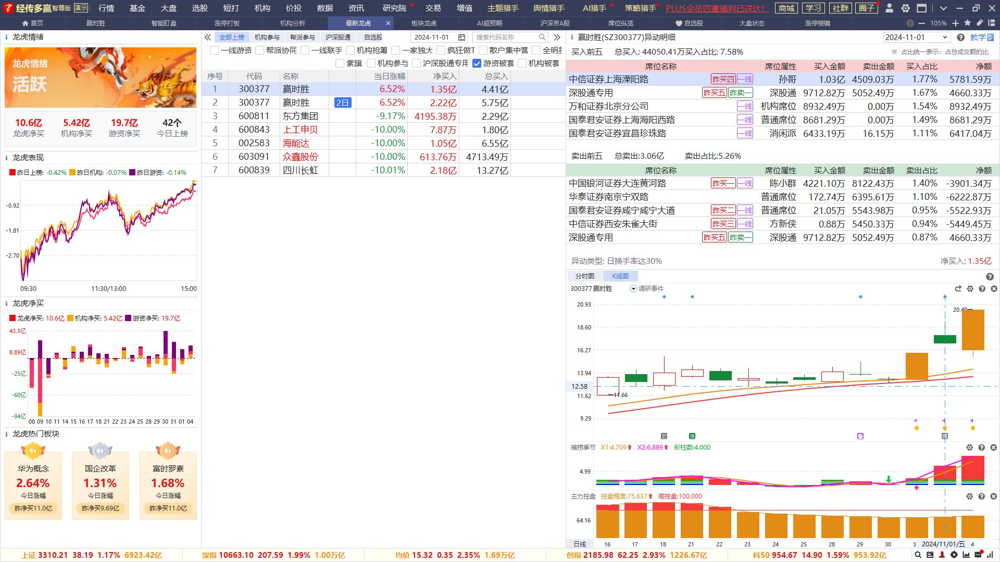 经传多赢 智尊版 演示 行情 基金 大盘 选股 短打 机构 价投 数据 资讯 研究院 交易 增值 主题猎手 舆情猎手 AI猎手 策略猎手 PLUS会员四重福利已送达! 商城 学习 社群 圈子
首页 赢时胜 智能盯盘 涨停打板 机构分析 最新龙虎 板块龙虎 AI超预期 沪深京A股 席位纵览 自选股 大盘状态 涨停棱镜 105%
龙虎情绪
龙虎情绪
活跃
10.6亿 5.42亿 19.7亿 42个
龙虎净买 机构净买 游资净买 今日上榜
龙虎表现
昨日上榜: -0.42% 昨日机构: -0.07% 昨日游资: -0.14%
-0.92
-1.81
-2.70
09:30 11:30/13:00 15:00
龙虎净买
龙虎净买: 10.6亿 机构净买: 5.42亿 游资净买: 19.7亿
43.3亿
8.89亿
-25亿
-60亿
-94亿
08 09 10 11 14 15 16 17 18 21 22 23 24 25 28 29 30 31 01 04
龙虎热门板块
华为概念 国企改革 富时罗素
2.64% 1.31% 1.68%
今日涨幅 今日涨幅 今日涨幅
昨净买11.0亿 昨净买9.69亿 昨净买11.0亿
全部上榜 机构参与 帮派参与 沪深股通 自选股 2024-11-01 搜索代码名称
一线游资 帮派协同 一线联手 机构抢筹 一家独大 疯狂做T 散户集中营 全明星
紫旗 机构参与 沪深股通专用 游资被套 机构被套
序号 代码 名称 当日涨幅 净买入 总买入
1 300377 赢时胜 6.52% 1.35亿 4.41亿
2 300377 赢时胜 2日 6.52% 2.22亿 5.75亿
3 600811 东方集团 -9.17% 4195.38万 2.29亿
4 600843 上工申贝 -10.00% 7.87万 1.80亿
5 002583 海能达 -10.00% 1.05亿 6.55亿
6 603091 众鑫股份 -10.00% 613.76万 4713.49万
7 600839 四川长虹 -10.01% 2.18亿 13.27亿
赢时胜(SZ300377)异动明细 2024-11-01 教学
买入前五 总买入: 44050.41万 买入占比: 7.58% ※ 占比统一表示：占总成交额的比
席位名称 席位属性 买入金额 卖出金额 买入占比 净额
中信证券上海溧阳路 昨买四 一线 孙哥 1.03亿 4509.03万 1.77% 5781.59万
深股通专用 昨买五 昨卖一 深股通 9712.82万 5052.49万 1.67% 4660.33万
万和证券北京分公司 一线 机构席位 8932.49万 0.00万 1.54% 8932.49万
国泰君安证券上海海阳西路 一线 普通席位 8681.29万 0.00万 1.49% 8681.29万
国泰君安证券宜昌珍珠路 一线 消闲派 6433.19万 16.15万 1.11% 6417.04万
卖出前五 总卖出:3.06亿 卖出占比:5.26%
席位名称 席位属性 买入金额 卖出金额 卖出占比 净额
中国银河证券大连黄河路 昨买一 一线 陈小群 4221.10万 8122.43万 1.40% -3901.34万
华泰证券南京宁双路 普通席位 172.74万 6395.61万 1.10% -6222.87万
国泰君安证券咸宁咸宁大道 昨买二 一线 普通席位 21.05万 5543.98万 0.95% -5522.93万
中信证券西安朱雀大街 昨买三 一线 方新侠 0.88万 5450.33万 0.94% -5449.45万
深股通专用 昨买五 昨卖一 深股通 9712.82万 5052.49万 0.87% 4660.33万
异动类型: 日换手率达30% 净买入: 1.35亿
分时图 K线图
300377 赢时胜 调研事件
20.93
20.40
18.60
16.27
13.94
12.58
11.62
11.66
9.29
捕捞季节 X1:4.709 X2:6.889 彩柱数:4.000
4.99
主力控盘 控盘程度:75.637 高控盘:100.000
64.16
日线 16 17 18 21 22 23 24 25 28 29 30 3 2024/11/01/五 4
上证 3310.21 38.19 1.17% 6923.42亿 深指 10663.10 207.59 1.99% 1.00万亿 均价 15.32 0.35 2.35% 1.69万亿 创指 2185.98 62.25 2.93% 1226.67亿 科50 954.67 14.90 1.59% 953.92亿